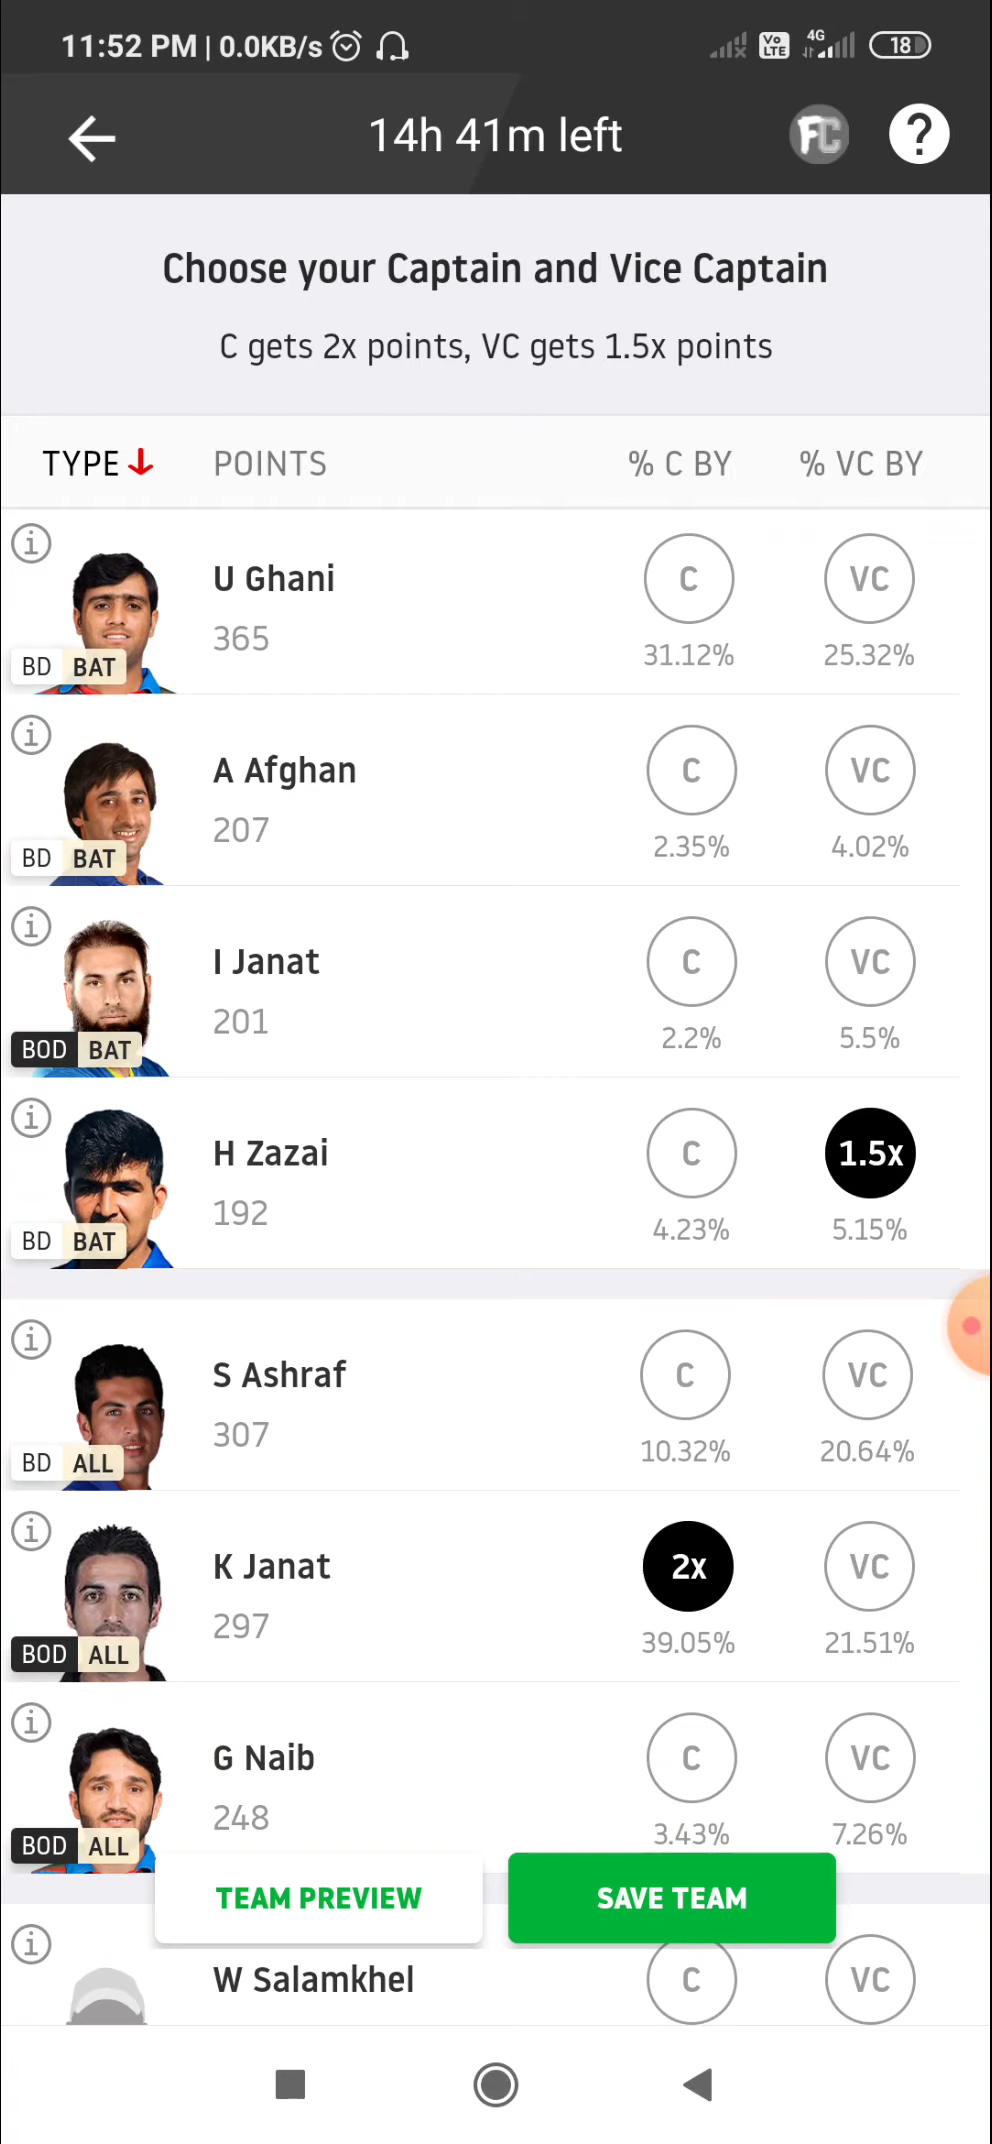 11:52 PM | 0.0KB/s Vo LTE 4G 18
14h 41m left FC ?
Choose your Captain and Vice Captain
C gets 2x points, VC gets 1.5x points
TYPE POINTS % C BY % VC BY
U Ghani C VC
365 31.12% 25.32%
BD BAT
A Afghan C VC
207 2.35% 4.02%
BD BAT
I Janat C VC
201 2.2% 5.5%
BOD BAT
H Zazai C 1.5x
192 4.23% 5.15%
BD BAT
S Ashraf C VC
307 10.32% 20.64%
BD ALL
K Janat 2x VC
297 39.05% 21.51%
BOD ALL
G Naib C VC
248 3.43% 7.26%
BOD ALL
TEAM PREVIEW SAVE TEAM
W Salamkhel C VC